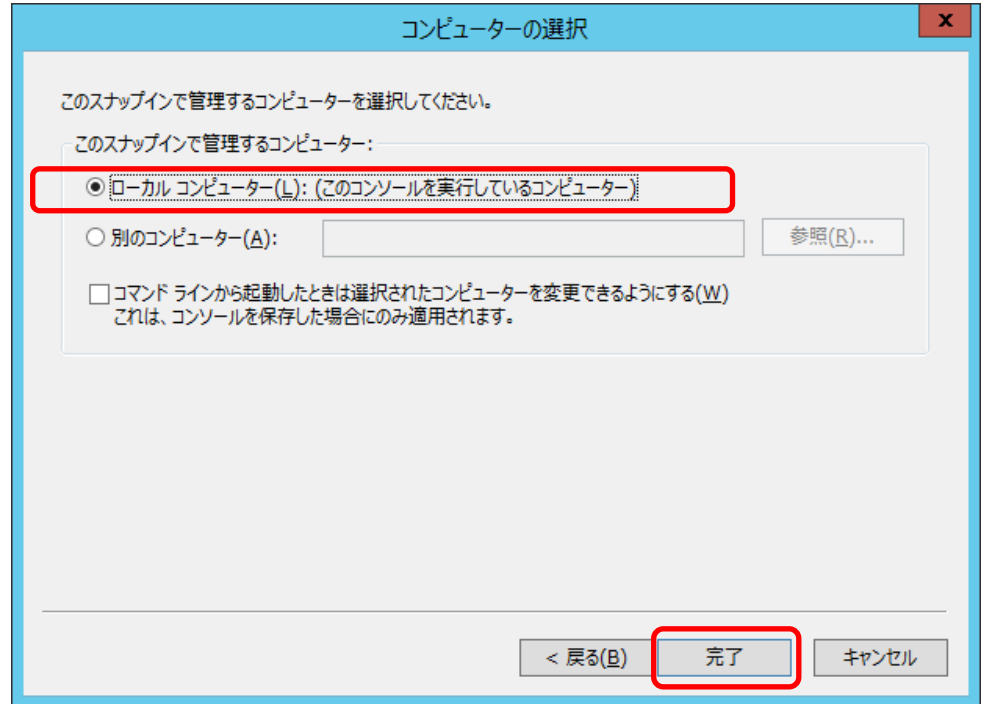 コンピューターの選択
x
このスナップインで管理するコンピューターを選択してください。
このスナップインで管理するコンピューター:
ローカル コンピューター(L): (このコンソールを実行しているコンピューター)
別のコンピューター(A):
参照(R)...
コマンド ラインから起動したときは選択されたコンピューターを変更できるようにする(W)
これは、コンソールを保存した場合にのみ適用されます。
< 戻る(B)
完了
キャンセル